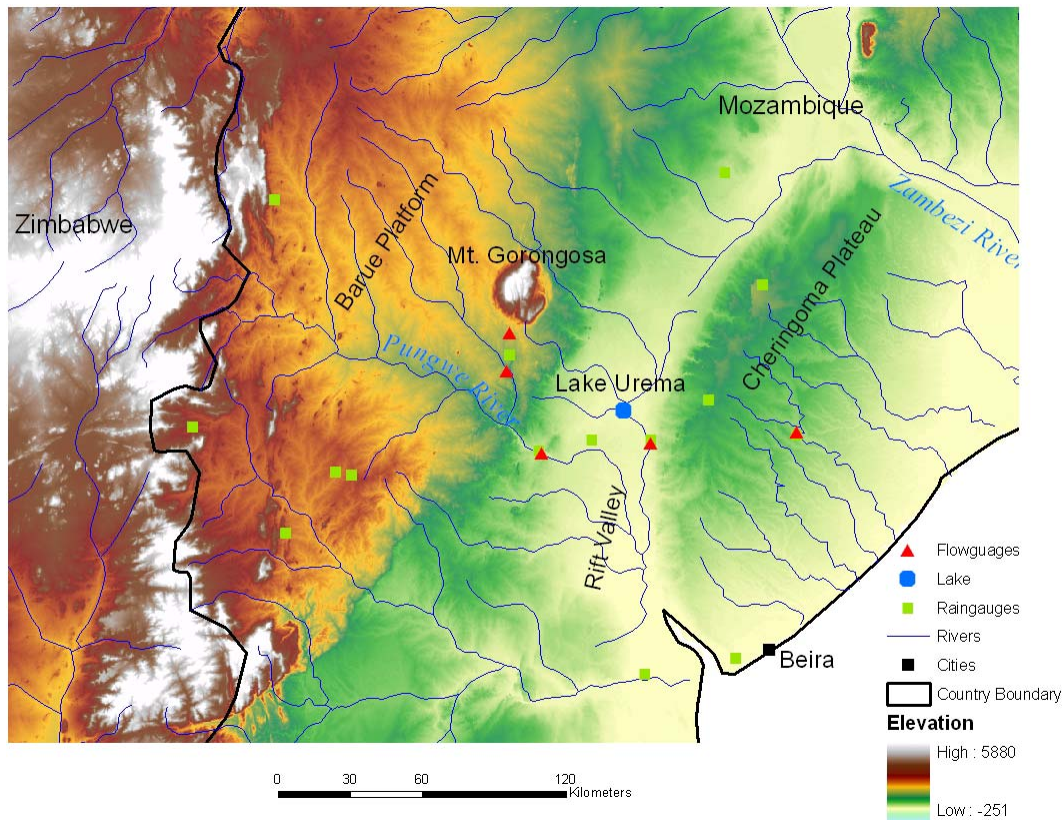 Mozambique
Zimbabwe
Barue Platform
Mt. Gorongosa
Zambezi River
Cheringoma Plateau
Pungwe River
Lake Urema
Rift Valley
Beira
Flowguages
Lake
Raingauges
Rivers
Cities
Country Boundary
Elevation
High : 5880
Low : -251
0 30 60 120
Kilometers